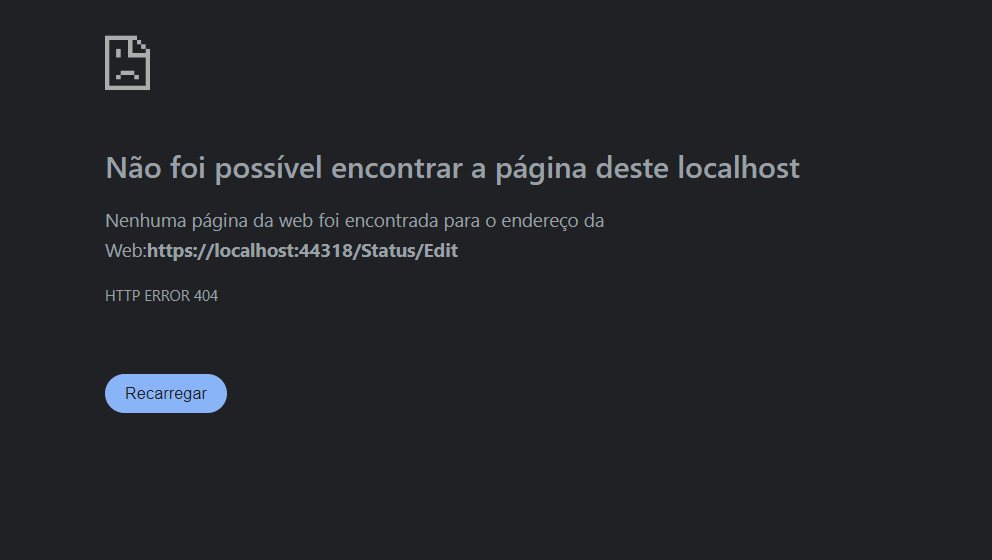 Não foi possível encontrar a página deste localhost
Nenhuma página da web foi encontrada para o endereço da
Web:https://localhost:44318/Status/Edit
HTTP ERROR 404
Recarregar